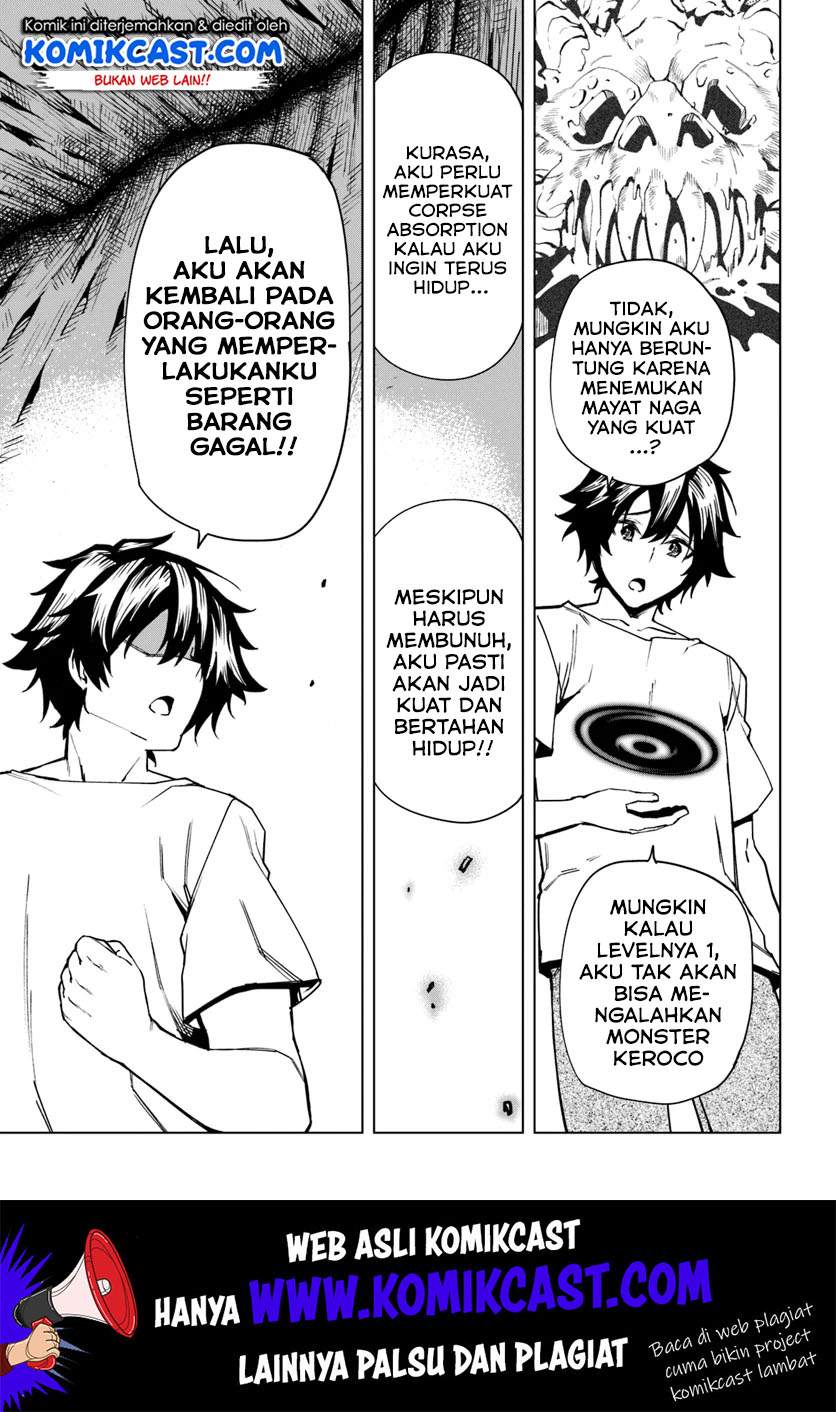 Komik ini diterjemahkan & diedit oleh
KOMIKCAST.COM
BUKAN WEB LAIN!!
TIDAK,
MUNGKIN AKU
HANYA BERUN-
TUNG KARENA
MENEMUKAN
MAYAT NAGA
YANG KUAT
...?
MUNGKIN
KALAU
LEVELNYA 1,
AKU TAK AKAN
BISA ME-
NGALAHKAN
MONSTER
KEROCO
KURASA,
AKU PERLU
MEMPERKUAT
CORPSE
ABSORPTION
KALAU AKU
INGIN TERUS
HIDUP...
MESKIPUN
HARUS
MEMBUNUH,
AKU PASTI
AKAN JADI
KUAT DAN
BERTAHAN
HIDUP!!
LALU,
AKU AKAN
KEMBALI PADA
ORANG-ORANG
YANG MEMPER-
LAKUKANKU
SEPERTI
BARANG
GAGAL!!
WEB ASLI KOMIKCAST
HANYA WWW.KOMIKCAST.COM
LAINNYA PALSU DAN PLAGIAT
Baca di web plagiat
cuma bikin project
komikcast lambat